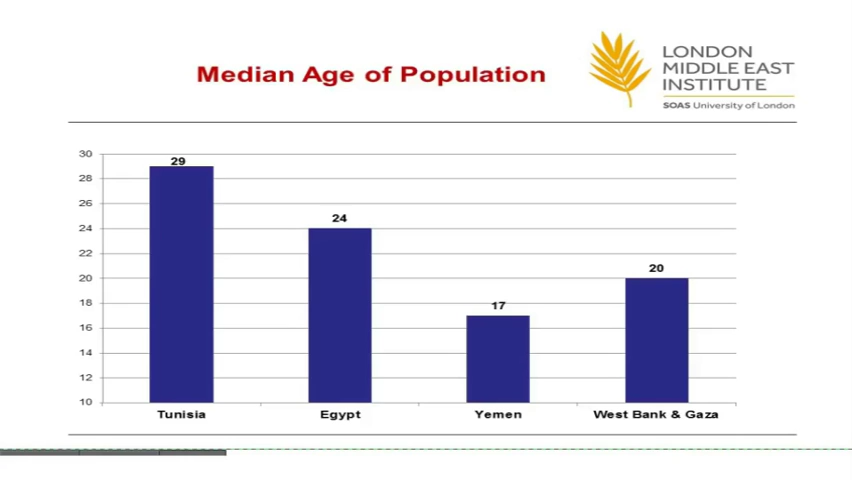 Median Age of Population
LONDON
MIDDLE EAST
INSTITUTE
SOAS University of London
30
28
26
24
22
20
18
16
14
12
10
29
24
17
20
Tunisia
Egypt
Yemen
West Bank & Gaza